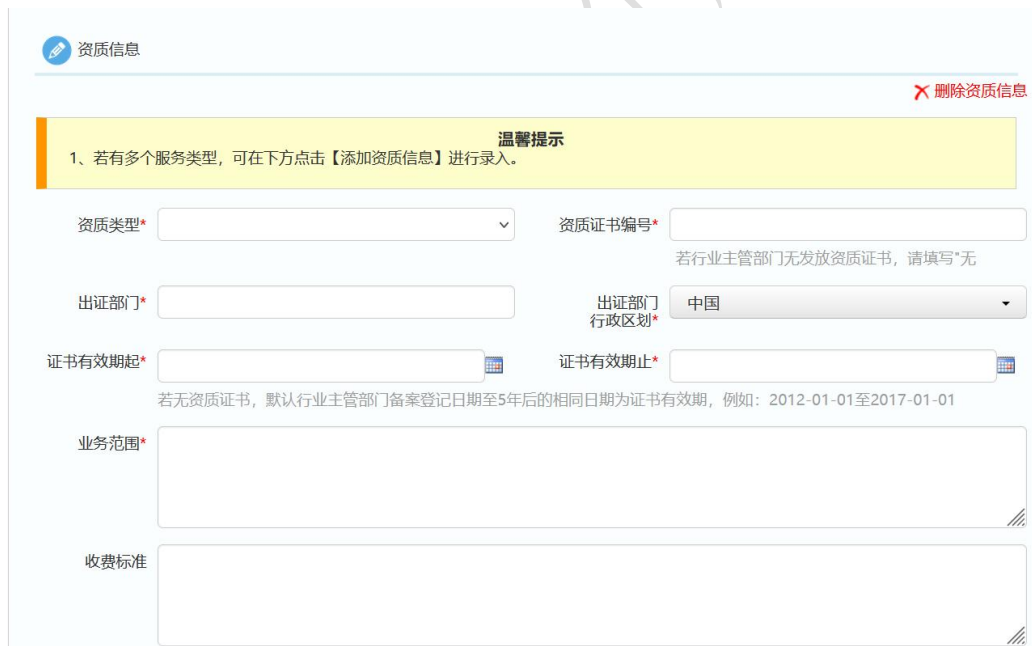 资质信息
删除资质信息
温馨提示
1、若有多个服务类型，可在下方点击【添加资质信息】进行录入。
资质类型*
资质证书编号*
若行业主管部门无发放资质证书，请填写"无
出证部门*
出证部门
行政区划*
中国
证书有效期起*
证书有效期止*
若无资质证书，默认行业主管部门备案登记日期至5年后的相同日期为证书有效期，例如：2012-01-01至2017-01-01
业务范围*
收费标准